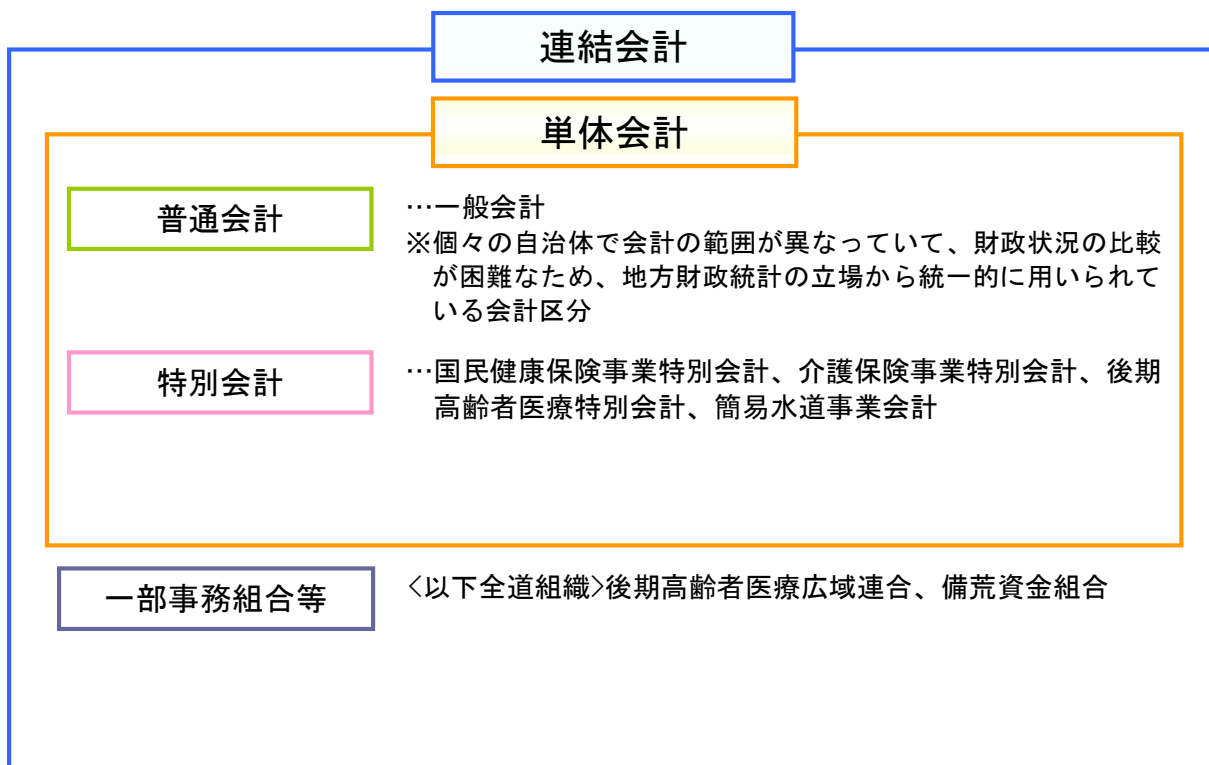 連結会計
単体会計
普通会計
…一般会計
※個々の自治体で会計の範囲が異なっていて、財政状況の比較
が困難なため、地方財政統計の立場から統一的に用いられて
いる会計区分
特別会計
…国民健康保険事業特別会計、介護保険事業特別会計、後期
高齢者医療特別会計、簡易水道事業会計
一部事務組合等
<以下全道組織>後期高齢者医療広域連合、備荒資金組合